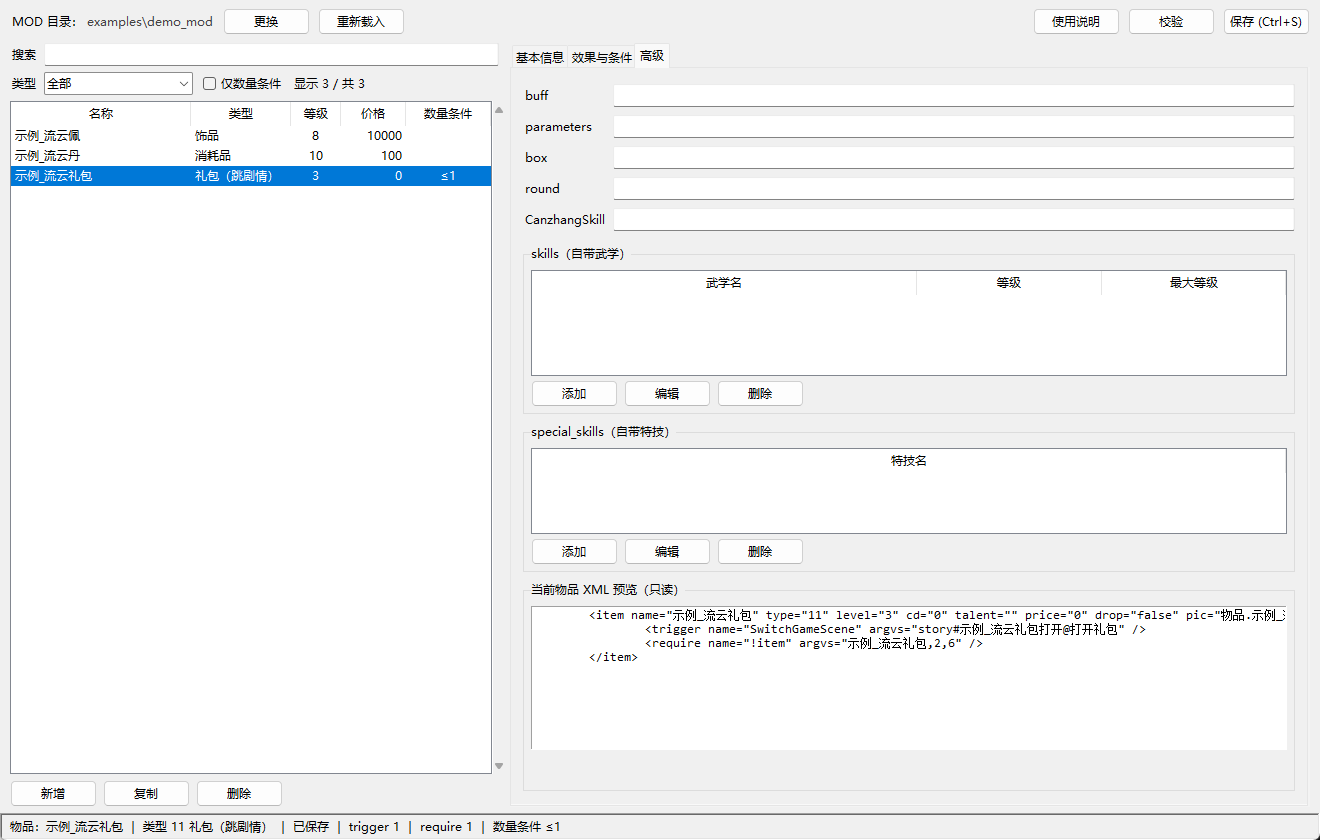 MOD 目录: examples\demo_mod 更换 重新载入 使用说明 校验 保存 (Ctrl+S)
搜索
类型 全部 仅数量条件 显示 3 / 共 3
名称 类型 等级 价格 数量条件
示例_流云佩 饰品 8 10000
示例_流云丹 消耗品 10 100
示例_流云礼包 礼包（跳剧情） 3 0 ≤1
新增 复制 删除
基本信息 效果与条件 高级
buff
parameters
box
round
CanzhangSkill
skills（自带武学）
武学名 等级 最大等级
添加 编辑 删除
special_skills（自带特技）
特技名
添加 编辑 删除
当前物品 XML 预览（只读）
<item name="示例_流云礼包" type="11" level="3" cd="0" talent="" price="0" drop="false" pic="物品.示例_
<trigger name="SwitchGameScene" argvs="story#示例_流云礼包打开@打开礼包" />
<require name="!item" argvs="示例_流云礼包,2,6" />
</item>
物品: 示例_流云礼包 | 类型 11 礼包（跳剧情） | 已保存 | trigger 1 | require 1 | 数量条件 ≤1